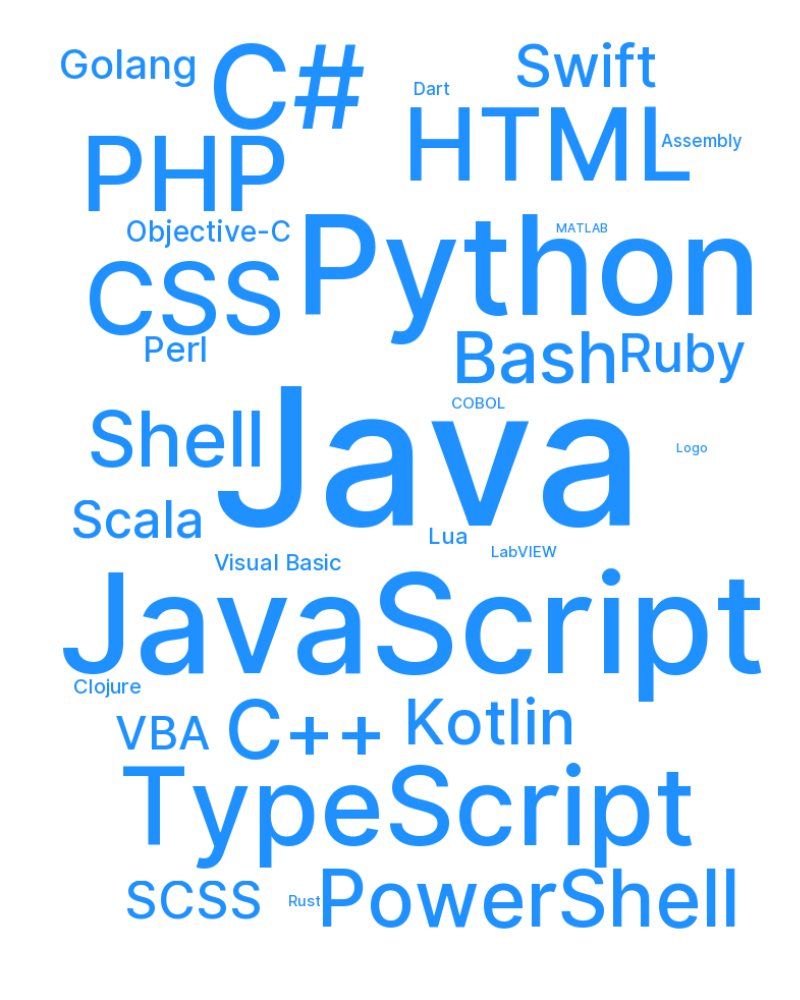 Golang
C#
Swift
Dart
HTML
Assembly
PHP
Objective-C
Python
MATLAB
CSS
Perl
Bash
Ruby
Shell
Java
COBOL
Logo
Scala
Lua
LabVIEW
Visual Basic
JavaScript
Clojure
VBA
C++
Kotlin
TypeScript
SCSS
Rust
PowerShell